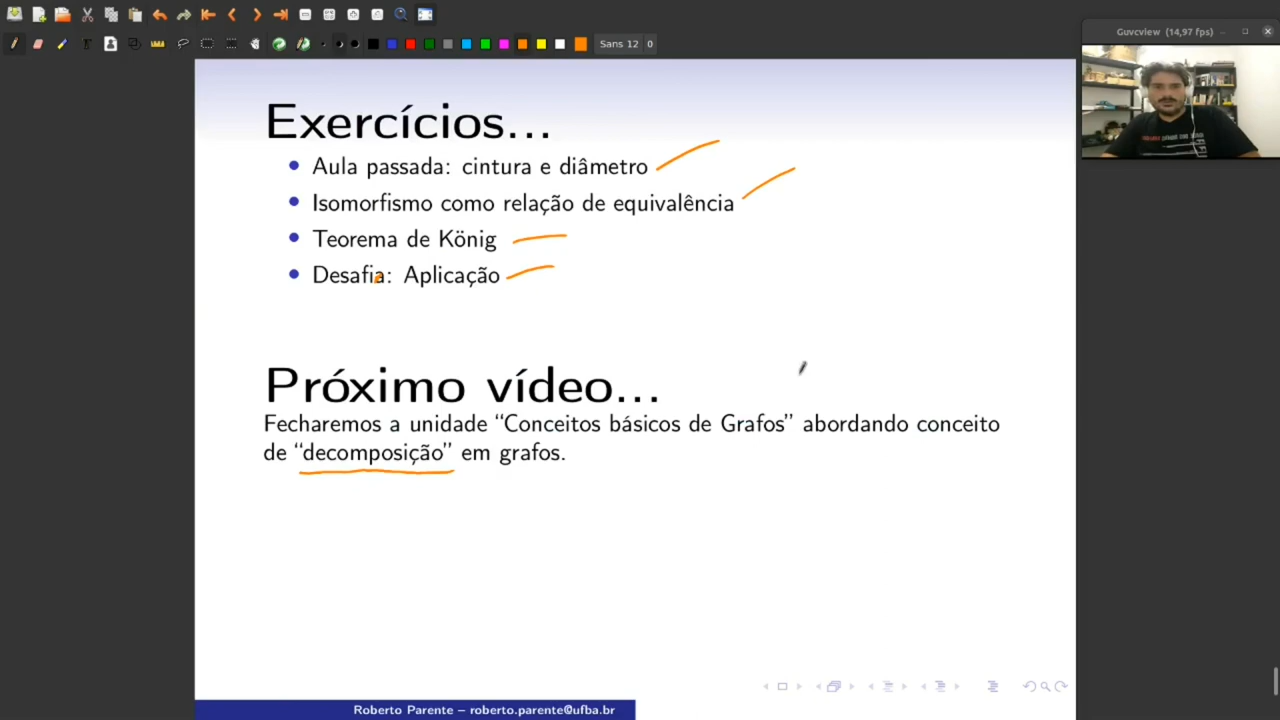 Guvcview (14,97 fps)
Sans 12 0
Exercícios...
Aula passada: cintura e diâmetro
Isomorfismo como relação de equivalência
Teorema de König
Desafia: Aplicação
Próximo vídeo...
Fecharemos a unidade “Conceitos básicos de Grafos” abordando conceito
de “decomposição” em grafos.
Roberto Parente – roberto.parente@ufba.br